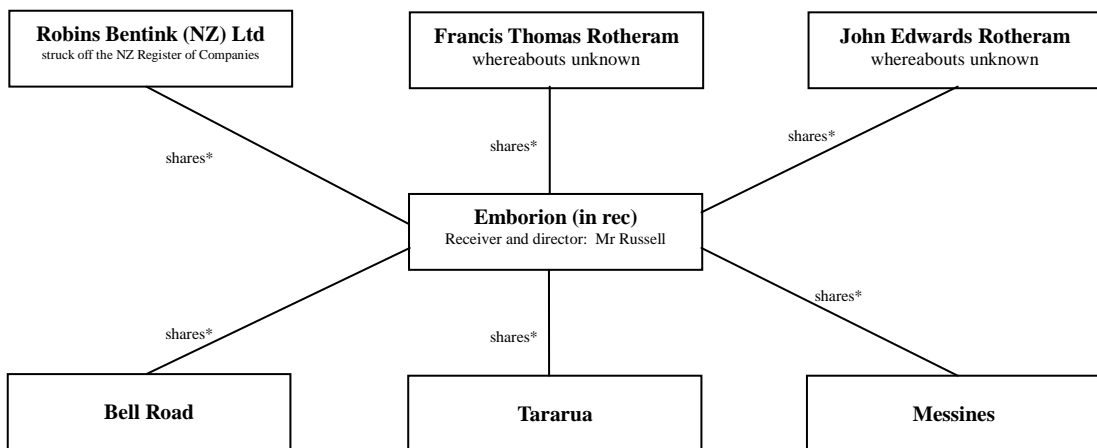 Robins Bentink (NZ) Ltd
struck off the NZ Register of Companies
Francis Thomas Rotheram
whereabouts unknown
John Edwards Rotheram
whereabouts unknown
shares*
shares*
shares*
Emborion (in rec)
Receiver and director: Mr Russell
shares*
shares*
shares*
Bell Road
Tararua
Messines